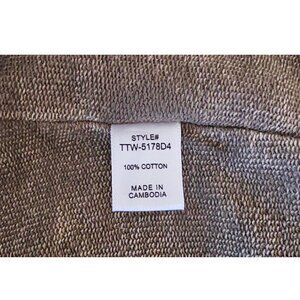 STYLE#
TTW-5178D4
100% COTTON
MADE IN
CAMBODIA